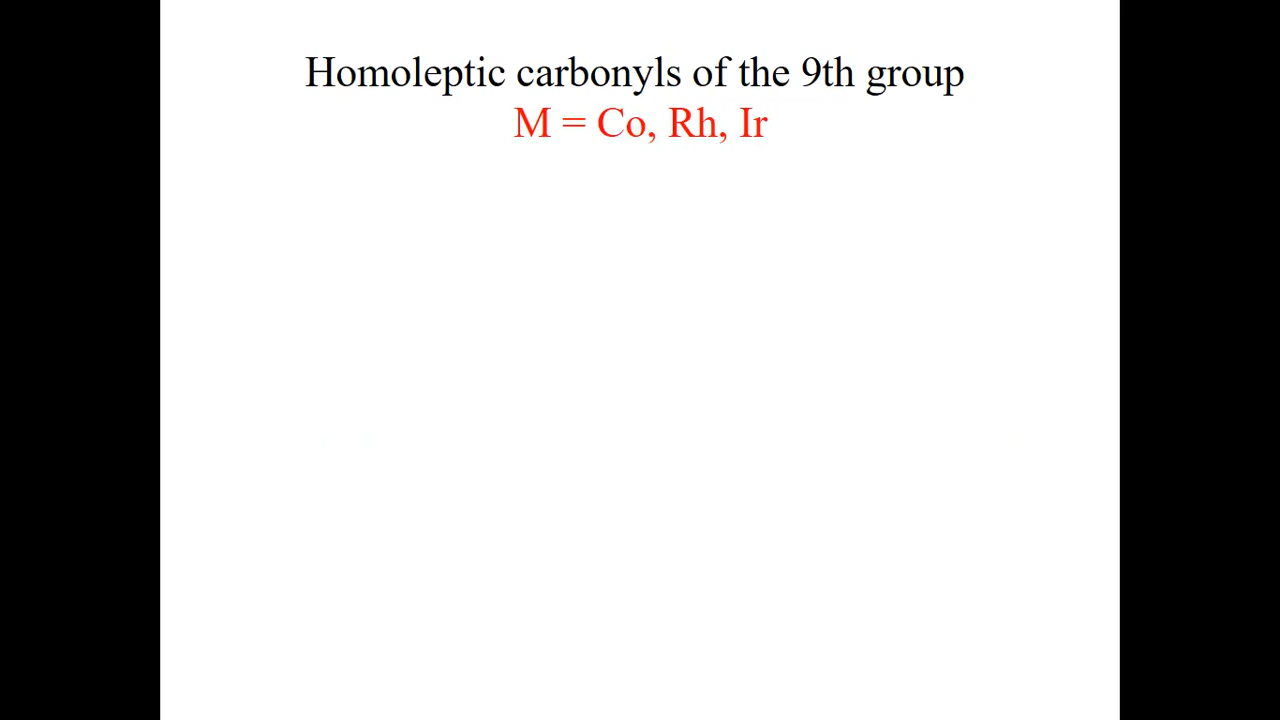 Homoleptic carbonyls of the 9th group
M = Co, Rh, Ir